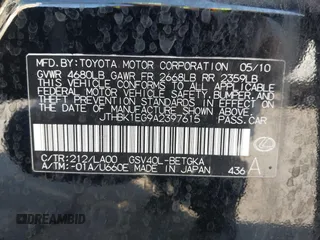 MFD.BY:TOYOTA MOTOR CORPORATION 05/10
GVWR 4680LB GAWR FR 2668LB RR 2359LB
THIS VEHICLE CONFORMS TO ALL APPLICABLE
FEDERAL MOTOR VEHICLE SAFETY, BUMPER, AND
THEFT PREVENTION STANDARDS IN EFFECT ON
THE DATE OF MANUFACTURE SHOWN ABOVE.
JTHBK1EG9A2397615 PASS.CAR
C/TR:212/LA00 GSV40L-BETGKA
A/TM:-01A/U660E MADE IN JAPAN 436 A
DREAMBID